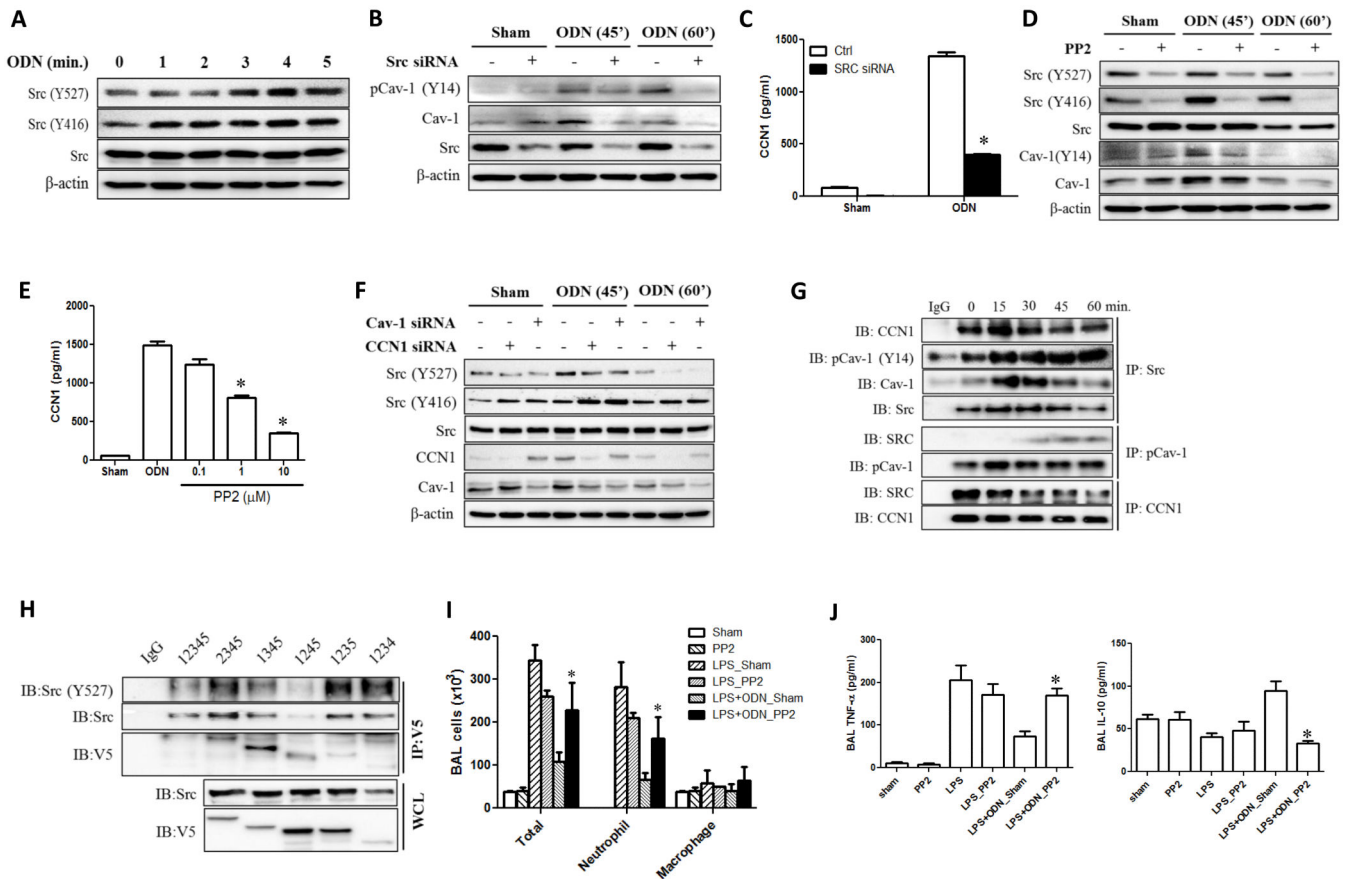 A
ODN (min.) 0 1 2 3 4 5
Src (Y527)
Src (Y416)
Src
β-actin
B
Sham ODN (45') ODN (60')
Src siRNA - + - + - +
pCav-1 (Y14)
Cav-1
Src
β-actin
C
1500
1000
500
0
CCN1 (pg/ml)
Ctrl
SRC siRNA
*
Sham ODN
D
Sham ODN (45') ODN (60')
PP2 - + - + - +
Src (Y527)
Src (Y416)
Src
Cav-1(Y14)
Cav-1
β-actin
E
2000
1500
1000
500
0
CCN1 (pg/ml)
* *
Sham ODN 0.1 1 10
PP2 (μM)
F
Sham ODN (45') ODN (60')
Cav-1 siRNA - - + - - + - - +
CCN1 siRNA - + - - + - - + -
Src (Y527)
Src (Y416)
Src
CCN1
Cav-1
β-actin
G
IgG 0 15 30 45 60 min.
IB: CCN1
IB: pCav-1 (Y14)
IB: Cav-1
IB: Src
IP: Src
IB: SRC
IB: pCav-1
IP: pCav-1
IB: SRC
IB: CCN1
IP: CCN1
H
IgG 12345 2345 1345 1245 1235 1234
IB:Src (Y527)
IB:Src
IB:V5
IP:V5
IB:Src
IB:V5
WCL
I
400
300
200
100
0
BAL cells (x10³)
Sham
PP2
LPS_Sham
LPS_PP2
LPS+ODN_Sham
LPS+ODN_PP2
* *
Total Neutrophil Macrophage
J
300
200
100
0
BAL TNF-α (pg/ml)
*
sham PP2 LPS LPS_PP2 LPS+ODN_Sham LPS+ODN_PP2
150
100
50
0
BAL IL-10 (pg/ml)
*
sham PP2 LPS LPS_PP2 LPS+ODN_Sham LPS+ODN_PP2